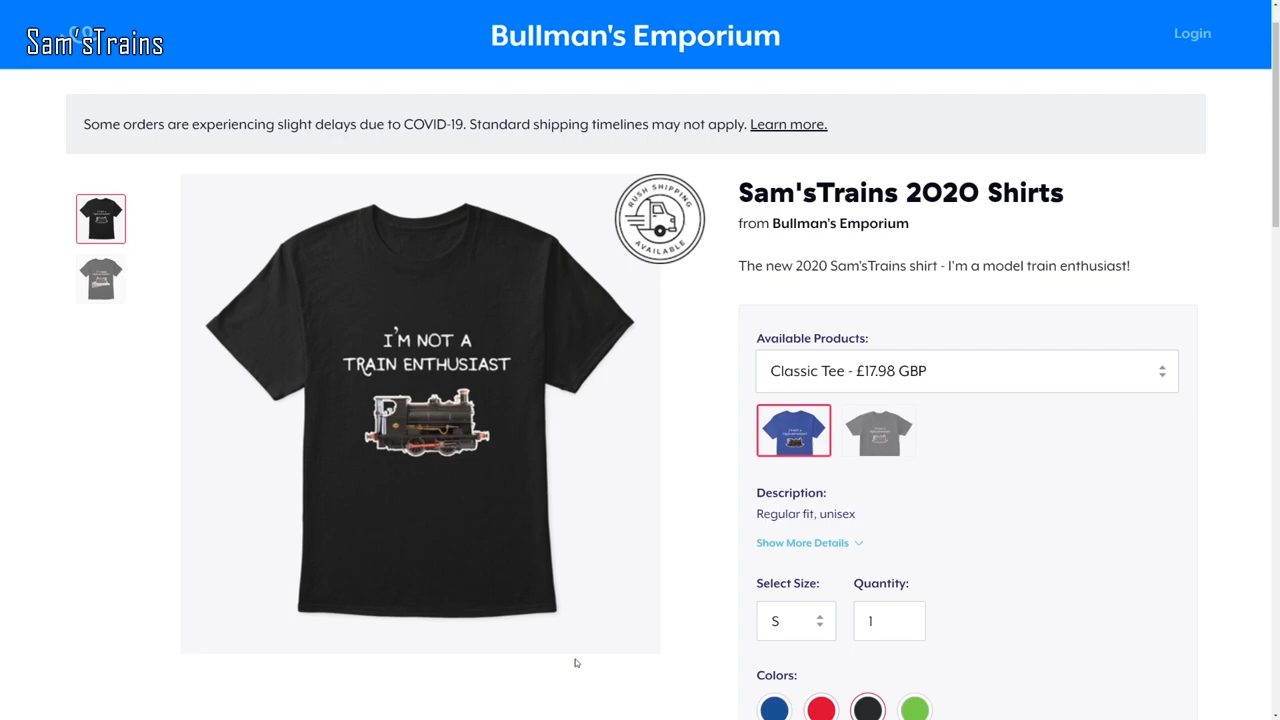 Sam'sTrains
Bullman's Emporium
Login
Some orders are experiencing slight delays due to COVID-19. Standard shipping timelines may not apply. Learn more.
RUSH SHIPPING
AVAILABLE
I'M NOT A
TRAIN ENTHUSIAST
Sam'sTrains 2020 Shirts
from Bullman's Emporium
The new 2020 Sam'sTrains shirt - I'm a model train enthusiast!
Available Products:
Classic Tee - £17.98 GBP
Description:
Regular fit, unisex
Show More Details
Select Size:
Quantity:
S
1
Colors: